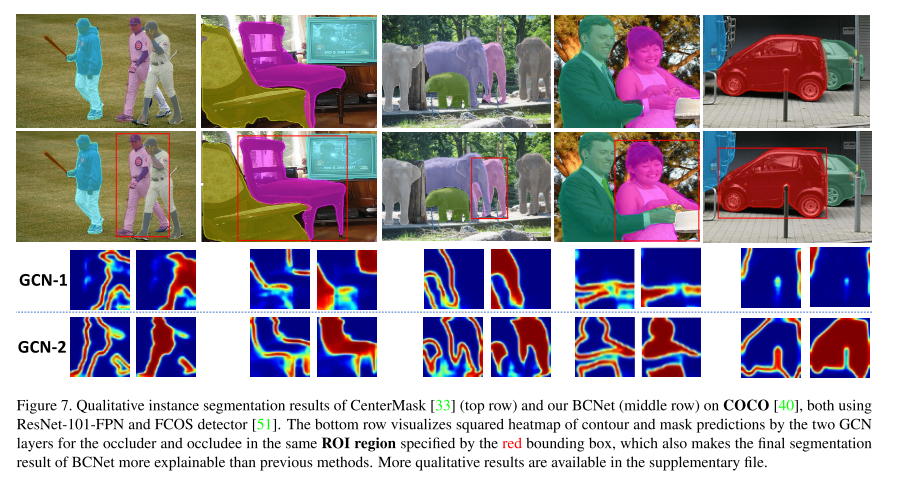 GCN-1
GCN-2
Figure 7. Qualitative instance segmentation results of CenterMask [33] (top row) and our BCNet (middle row) on COCO [40], both using
ResNet-101-FPN and FCOS detector [51]. The bottom row visualizes squared heatmap of contour and mask predictions by the two GCN
layers for the occluder and occludee in the same ROI region specified by the red bounding box, which also makes the final segmentation
result of BCNet more explainable than previous methods. More qualitative results are available in the supplementary file.